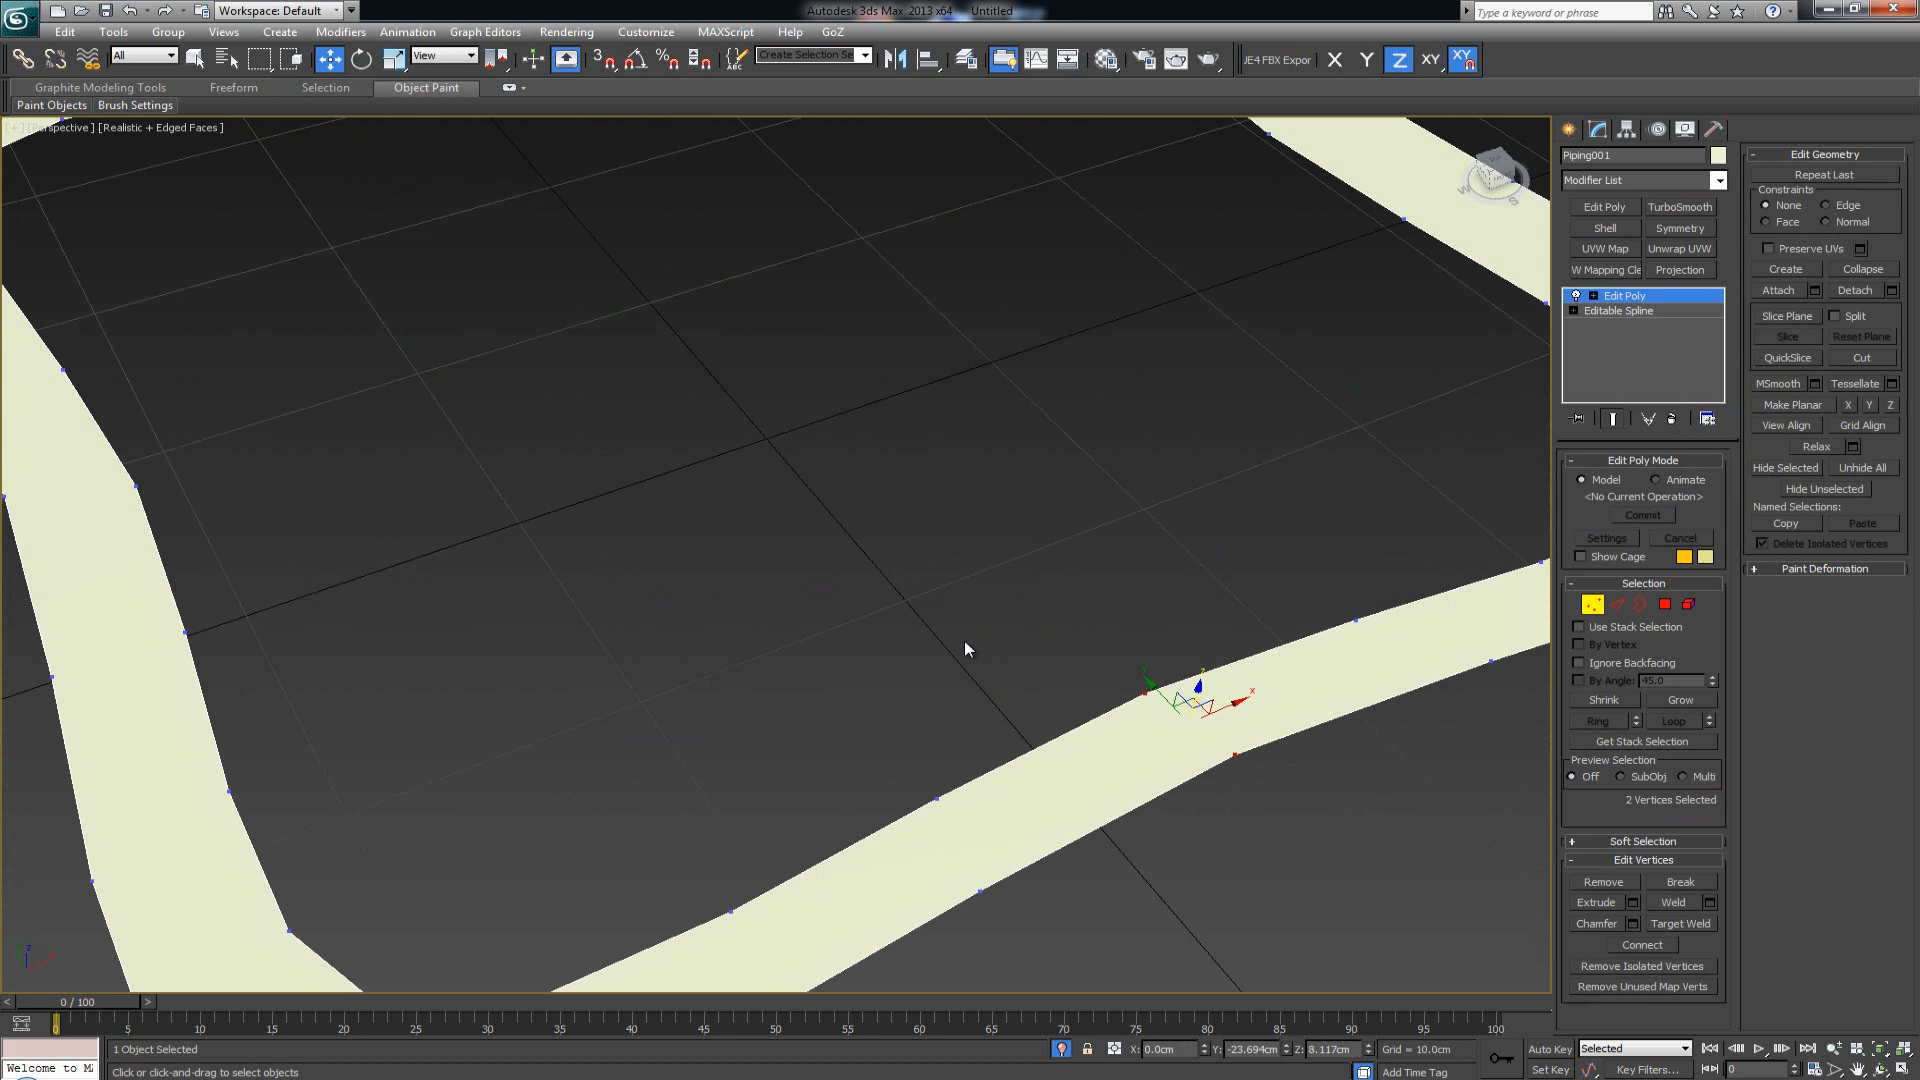 Workspace: Default
Autodesk 3ds Max 2013 x64 Untitled
Type a keyword or phrase
Edit Tools Group Views Create Modifiers Animation Graph Editors Rendering Customize MAXScript Help GoZ
All
View
3
Create Selection Se
JE4 FBX Expor X Y Z XY XY
Graphite Modeling Tools Freeform Selection Object Paint
Paint Objects Brush Settings
[ + ] [Perspective ] [Realistic + Edged Faces ]
Piping001
Modifier List
Edit Poly TurboSmooth
Shell Symmetry
UVW Map Unwrap UVW
W Mapping Cle Projection
Edit Poly
Editable Spline
Edit Poly Mode
Model Animate
<No Current Operation>
Commit
Settings Cancel
Show Cage
Selection
Use Stack Selection
By Vertex
Ignore Backfacing
By Angle: 45.0
Shrink Grow
Ring Loop
Get Stack Selection
Preview Selection
Off SubObj Multi
2 Vertices Selected
Soft Selection
Edit Vertices
Remove Break
Extrude Weld
Chamfer Target Weld
Connect
Remove Isolated Vertices
Remove Unused Map Verts
Edit Geometry
Repeat Last
Constraints
None Edge
Face Normal
Preserve UVs
Create Collapse
Attach Detach
Slice Plane Split
Slice Reset Plane
QuickSlice Cut
MSmooth Tessellate
Make Planar X Y Z
View Align Grid Align
Relax
Hide Selected Unhide All
Hide Unselected
Named Selections:
Copy Paste
Delete Isolated Vertices
Paint Deformation
y z x
z
< 0 / 100 >
0 5 10 15 20 25 30 35 40 45 50 55 60 65 70 75 80 85 90 95 100
1 Object Selected
X: 0.0cm Y: -23.694cm Z: 8.117cm Grid = 10.0cm
Auto Key Selected
Welcome to M
Click or click-and-drag to select objects
Add Time Tag
Set Key Key Filters... 0